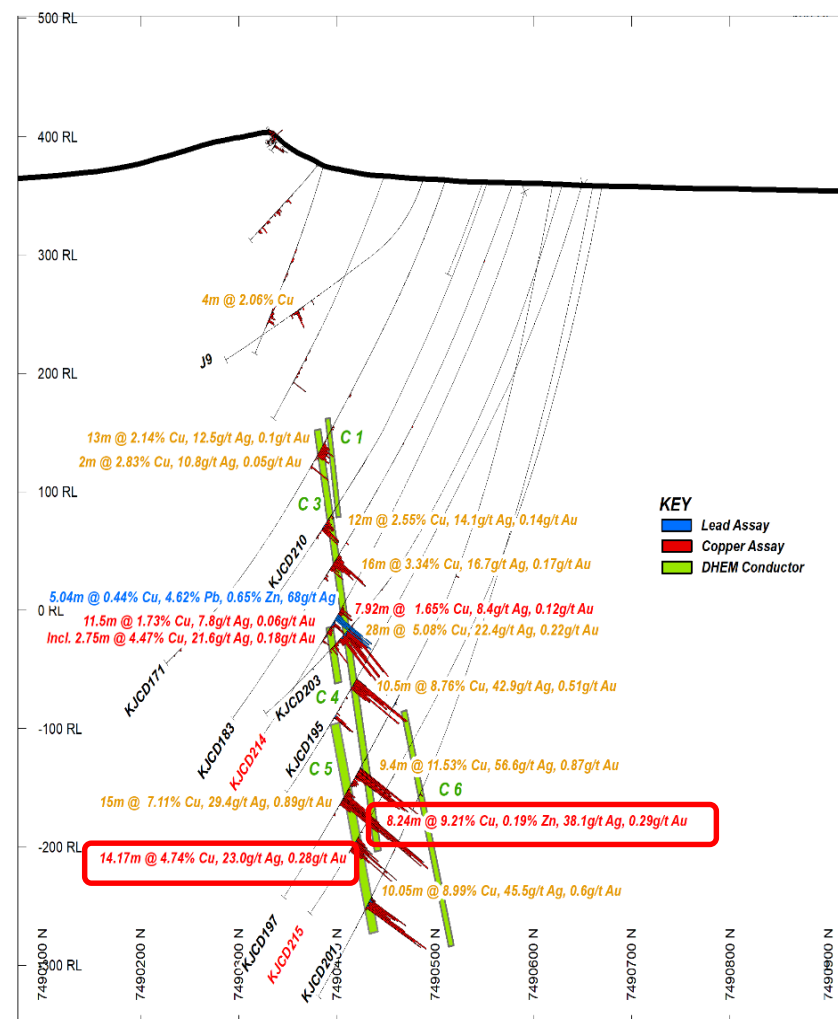 500 RL
400 RL
300 RL
4m @ 2.06% Cu
J9
200 RL
13m @ 2.14% Cu, 12.5g/t Ag, 0.1g/t Au
C 1
2m @ 2.83% Cu, 10.8g/t Ag, 0.05g/t Au
100 RL
C 3
12m @ 2.55% Cu, 14.1g/t Ag, 0.14g/t Au
KEY
Lead Assay
Copper Assay
DHEM Conductor
KJCD210
16m @ 3.34% Cu, 16.7g/t Ag, 0.17g/t Au
5.04m @ 0.44% Cu, 4.62% Pb, 0.65% Zn, 68g/t Ag
0 RL
7.92m @ 1.65% Cu, 8.4g/t Ag, 0.12g/t Au
11.5m @ 1.73% Cu, 7.8g/t Ag, 0.06g/t Au
28m @ 5.08% Cu, 22.4g/t Ag, 0.22g/t Au
Incl. 2.75m @ 4.47% Cu, 21.6g/t Ag, 0.18g/t Au
KJCD171
KJCD203
10.5m @ 8.76% Cu, 42.9g/t Ag, 0.51g/t Au
C 4
KJCD183
KJCD214
KJCD195
-100 RL
C 5
9.4m @ 11.53% Cu, 56.6g/t Ag, 0.87g/t Au
C 6
15m @ 7.11% Cu, 29.4g/t Ag, 0.89g/t Au
8.24m @ 9.21% Cu, 0.19% Zn, 38.1g/t Ag, 0.29g/t Au
-200 RL
14.17m @ 4.74% Cu, 23.0g/t Ag, 0.28g/t Au
10.05m @ 8.99% Cu, 45.5g/t Ag, 0.6g/t Au
KJCD197
KJCD215
KJCD201
-300 RL
7490100 N
7490200 N
7490300 N
7490400 N
7490500 N
7490600 N
7490700 N
7490800 N
7490900 N